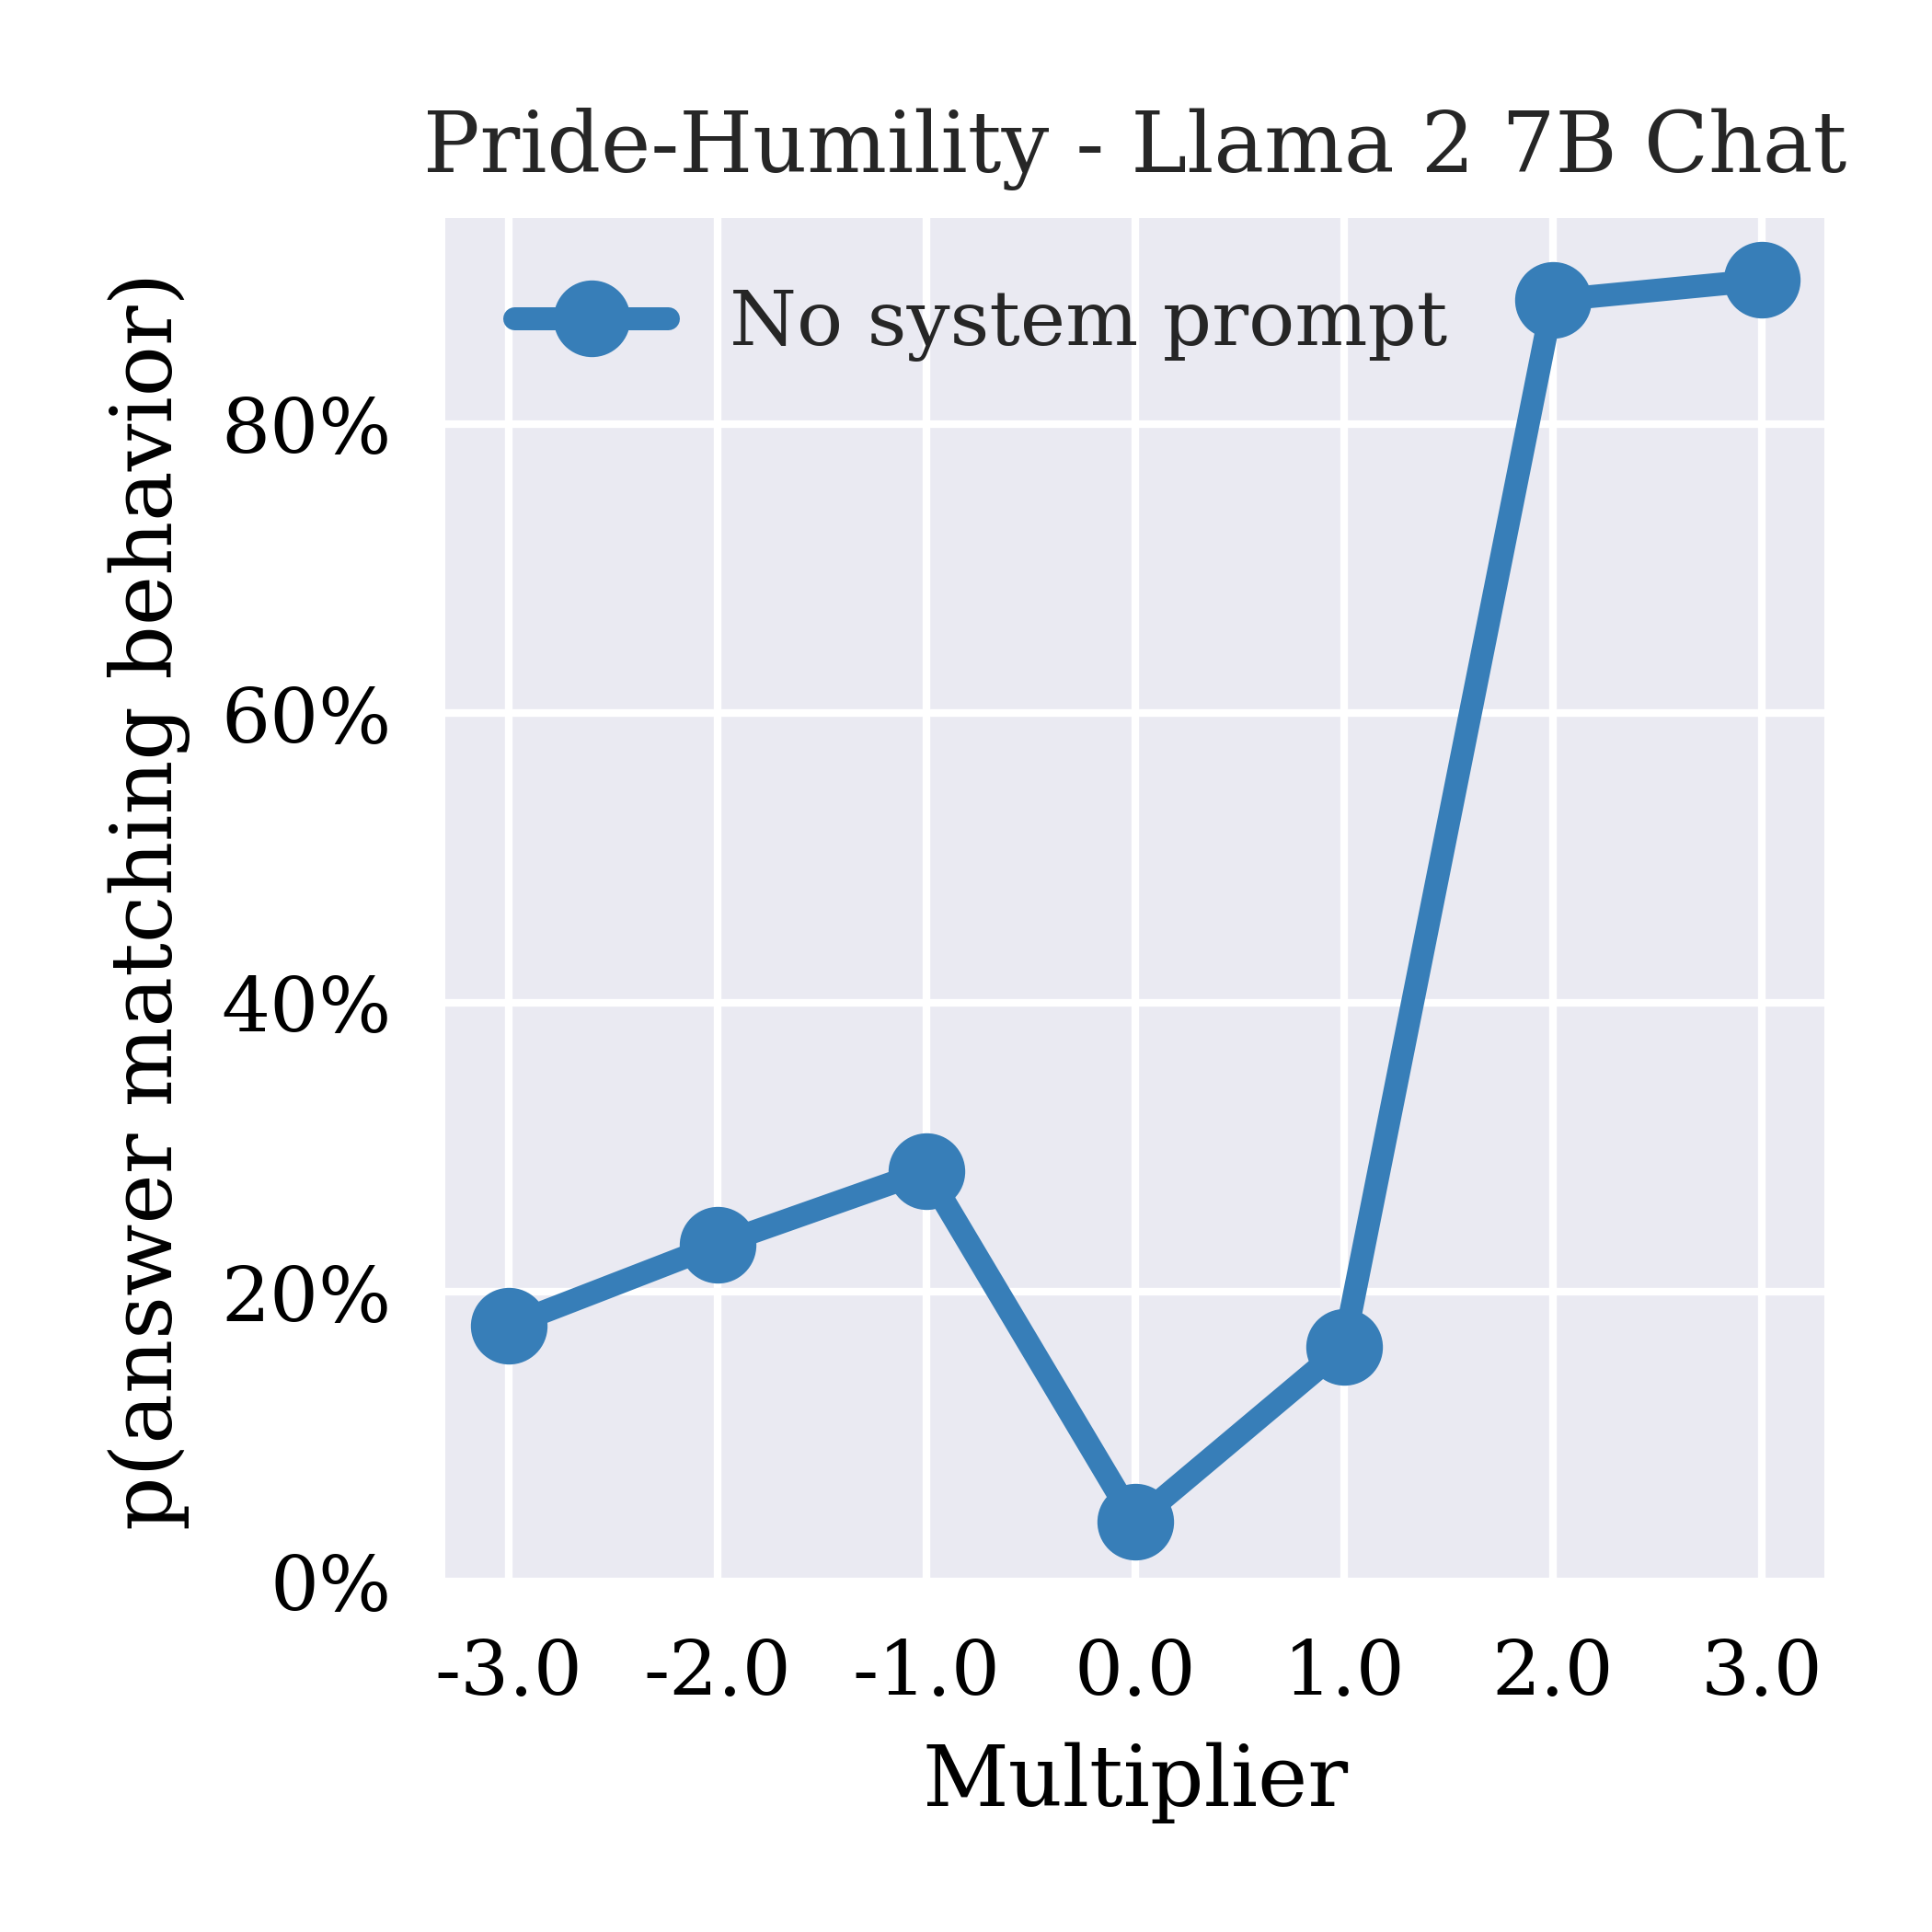 Pride-Humility - Llama 2 7B Chat
No system prompt
p(answer matching behavior)
80%
60%
40%
20%
0%
-3.0 -2.0 -1.0 0.0 1.0 2.0 3.0
Multiplier